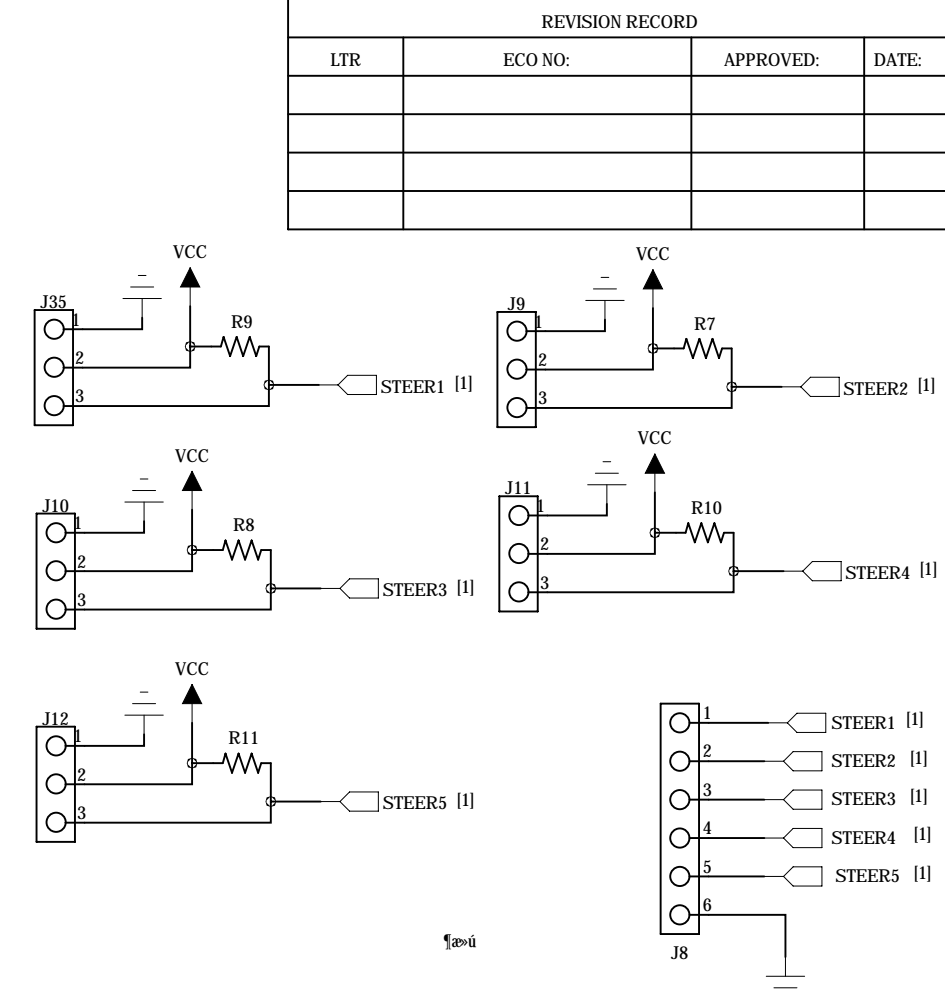 REVISION RECORD
LTR ECO NO: APPROVED: DATE:
VCC
J35
1
2
3
R9
STEER1 [1]
VCC
J9
1
2
3
R7
STEER2 [1]
VCC
J10
1
2
3
R8
STEER3 [1]
VCC
J11
1
2
3
R10
STEER4 [1]
VCC
J12
1
2
3
R11
STEER5 [1]
1 STEER1 [1]
2 STEER2 [1]
3 STEER3 [1]
4 STEER4 [1]
5 STEER5 [1]
6
J8
¶æ»ú